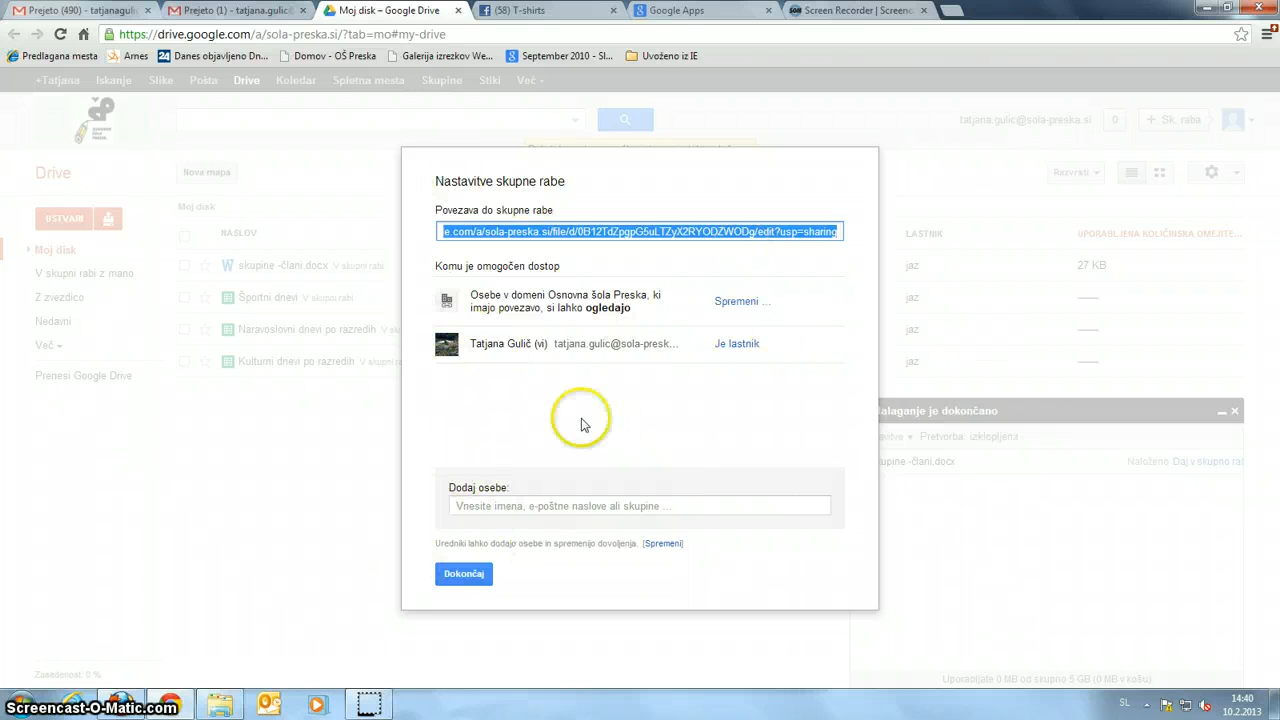 Prejeto (490) - tatjanagulic
Prejeto (1) - tatjana.gulic@
Moj disk – Google Drive
(58) T-shirts
Google Apps
Screen Recorder | Screenc
https://drive.google.com/a/sola-preska.si/?tab=mo#my-drive
Predlagana mesta
Arnes
Danes objavljeno Dn...
Domov - OŠ Preska
Galerija izrezkov We...
September 2010 - Sl...
Uvoženo iz IE
+Tatjana Iskanje Slike Pošta Drive Koledar Spletna mesta Skupine Stiki Več
tatjana.gulic@sola-preska.si 0 + Sk. raba
Drive
Nova mapa
Razvrsti
USTVARI
Moj disk
V skupni rabi z mano
Z zvezdico
Nedavni
Več
Prenesi Google Drive
Moj disk
NASLOV LASTNIK UPORABLJENA KOLIČINSKA OMEJITE...
skupine -člani.docx V skupni rabi jaz 27 KB
Športni dnevi V skupni rabi jaz
Naravoslovni dnevi po razredih jaz
Kulturni dnevi po razredih jaz
Nastavitve skupne rabe
Povezava do skupne rabe
e.com/a/sola-preska.si/file/d/0B12TdZpgpG5uLTZyX2RYODZWODg/edit?usp=sharing
Komu je omogočen dostop
Osebe v domeni Osnovna šola Preska, ki
imajo povezavo, si lahko ogledajo
Spremeni ...
Tatjana Gulič (vi) tatjana.gulic@sola-presk... Je lastnik
Dodaj osebe:
Vnesite imena, e-poštne naslove ali skupine ...
Uredniki lahko dodajo osebe in spremenijo dovoljenja. [Spremeni]
Dokončaj
alaganje je dokončano
Pretvorba: izklopljena
upine -člani.docx Naloženo Daj v skupno rat
Zasedenost: 0 %
Uporabljate 0 MB od skupno 5 GB (0 MB v košu)
Screencast-O-Matic.com
SL
14:40
10.2.2013